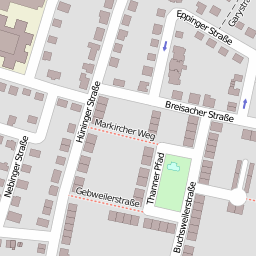 Eppinger Straße
Breisacher Straße
Hüninger Straße
Markircher Weg
Nebinger Straße
Thanner Pfad
Gebweilerstraße
Buchsweilerstraße